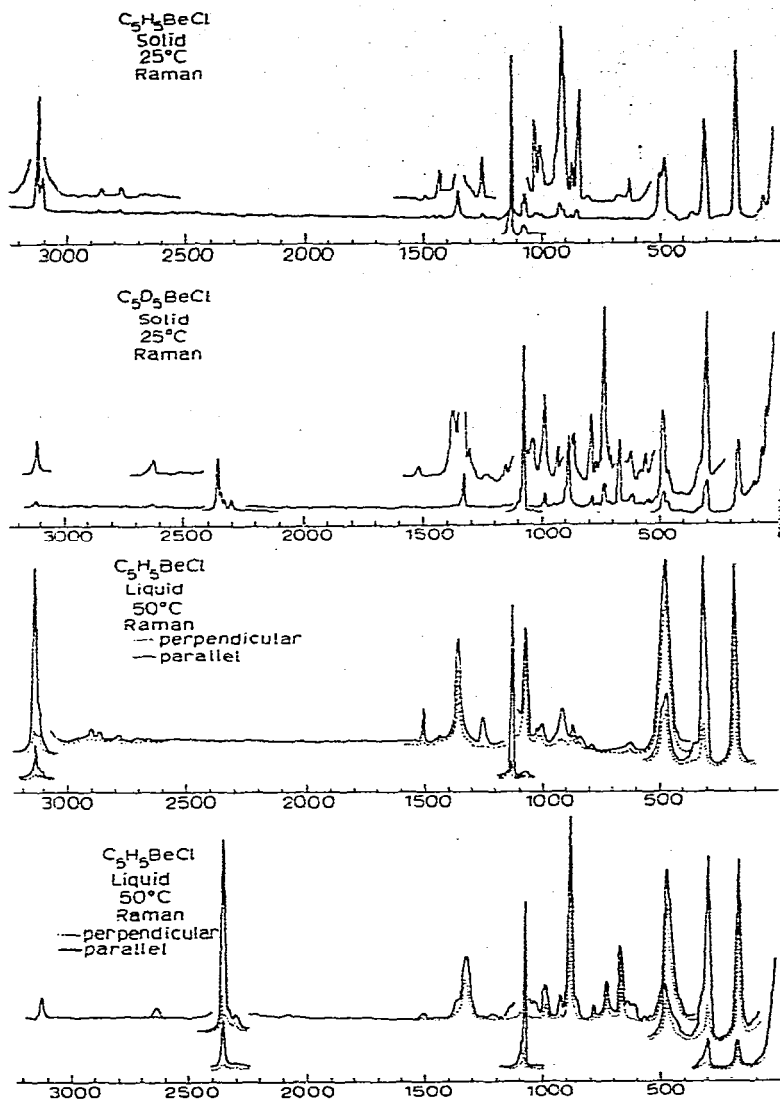 C₅H₅BeCl
Solid
25°C
Raman
3000 2500 2000 1500 1000 500
C₅D₅BeCl
Solid
25°C
Raman
3000 2500 2000 1500 1000 500
C₅H₅BeCl
Liquid
50°C
Raman
--- perpendicular
— parallel
3000 2500 2000 1500 1000 500
C₅H₅BeCl
Liquid
50°C
Raman
--- perpendicular
— parallel
3000 2500 2000 1500 1000 500